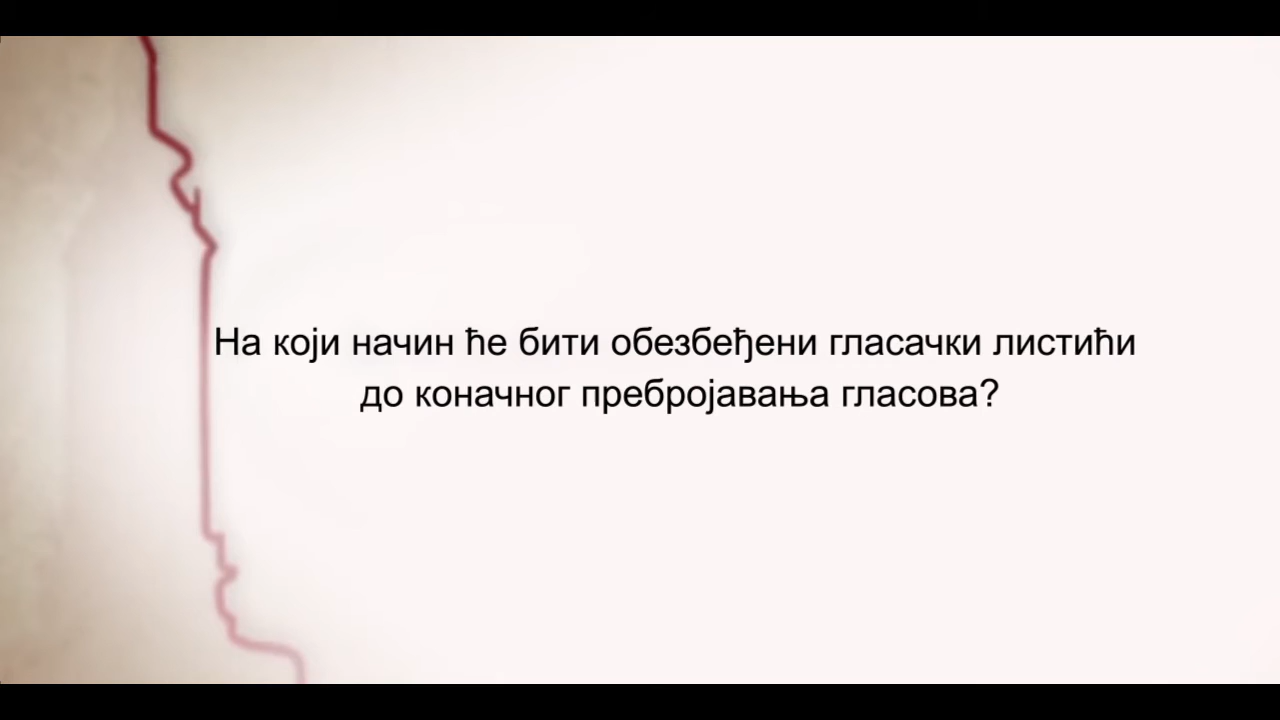 На који начин ће бити обезбеђени гласачки листићи
до коначног пребројавања гласова?